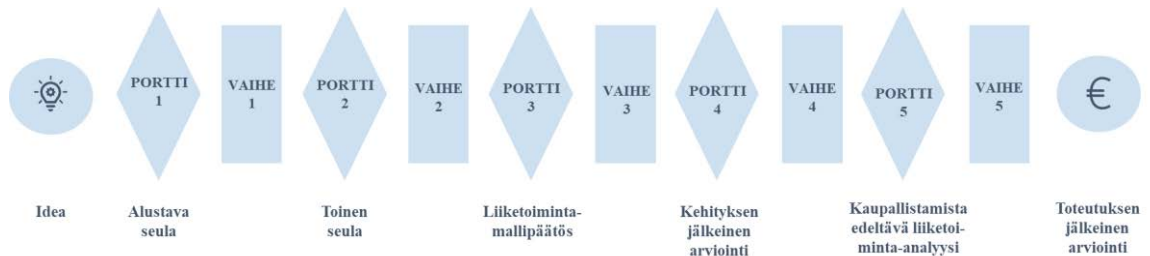 PORTTI
1
VAIHE
1
PORTTI
2
VAIHE
2
PORTTI
3
VAIHE
3
PORTTI
4
VAIHE
4
PORTTI
5
VAIHE
5
€
Idea
Alustava
seula
Toinen
seula
Liiketoiminta-
mallipäätös
Kehityksen
jälkeinen
arviointi
Kaupallistamista
edeltävä liiketoi-
minta-analyysi
Toteutuksen
jälkeinen
arviointi